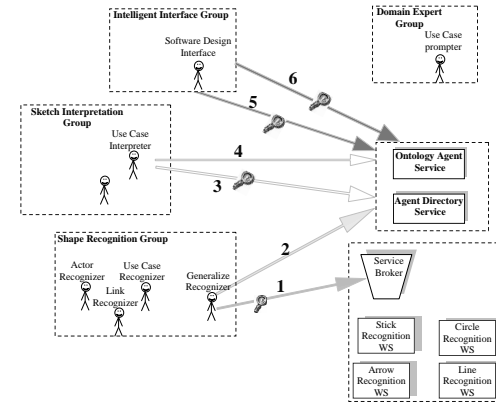 Intelligent Interface Group
Software Design
Interface
Domain Expert
Group
Use Case
prompter
6
5
Sketch Interpretation
Group
Use Case
Interpreter
4
3
Ontology Agent
Service
Agent Directory
Service
Shape Recognition Group
Actor
Recognizer
Use Case
Recognizer
Link
Recognizer
Generalize
Recognizer
2
1
Service
Broker
Stick
Recognition
WS
Circle
Recognition
WS
Arrow
Recognition
WS
Line
Recognition
WS